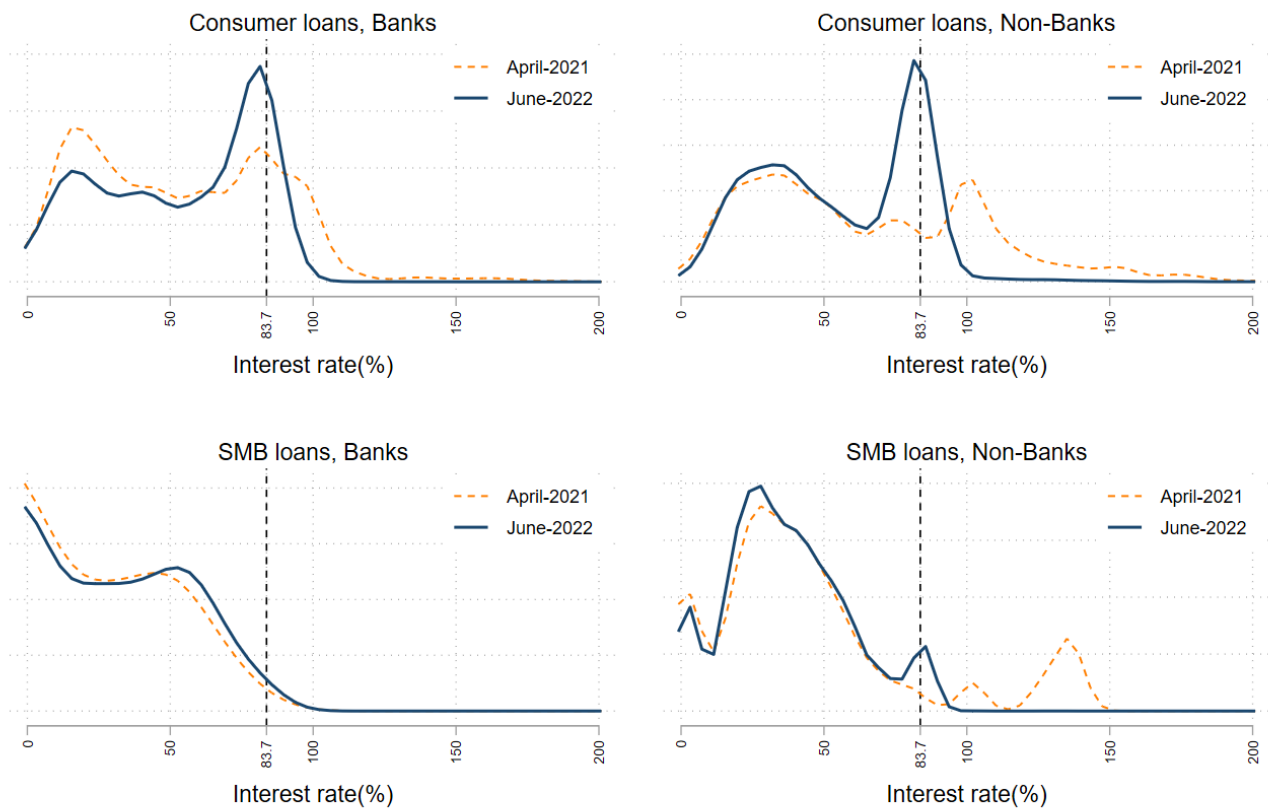 Consumer loans, Banks
April-2021
June-2022
0
50
83.7
100
150
200
Interest rate(%)
Consumer loans, Non-Banks
April-2021
June-2022
0
50
83.7
100
150
200
Interest rate(%)
SMB loans, Banks
April-2021
June-2022
0
50
83.7
100
150
200
Interest rate(%)
SMB loans, Non-Banks
April-2021
June-2022
0
50
83.7
100
150
200
Interest rate(%)